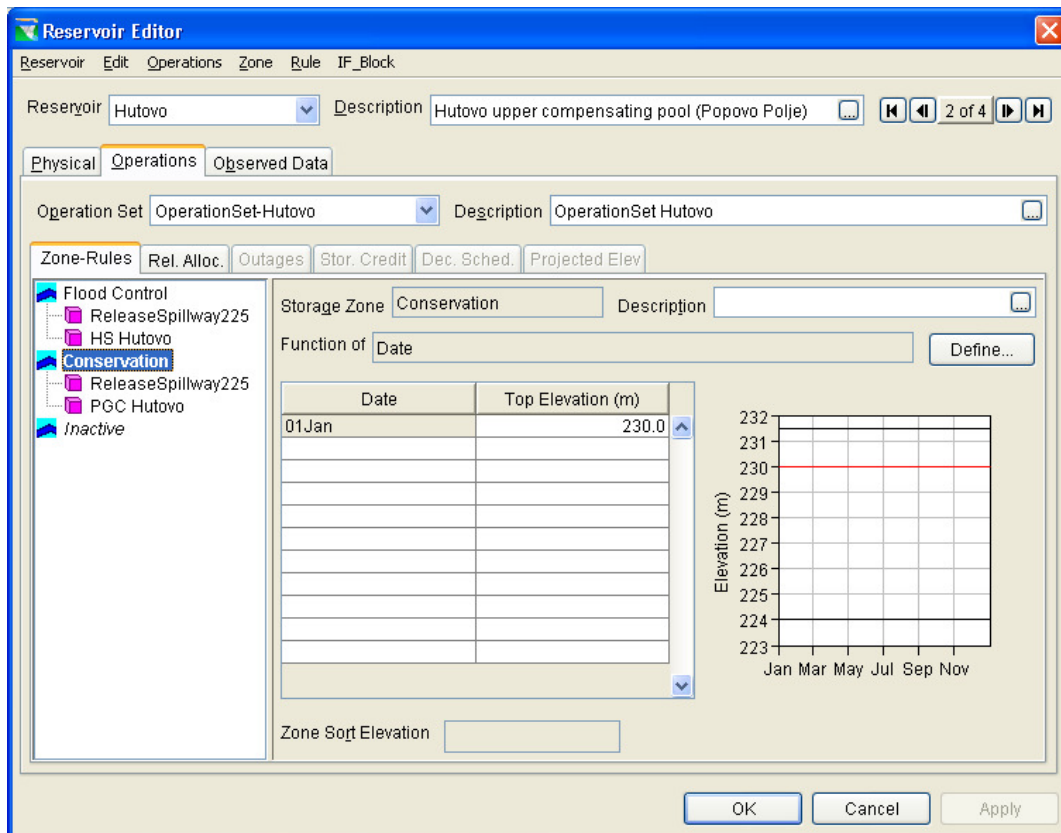 Reservoir Editor
Reservoir Edit Operations Zone Rule IF_Block
Reservoir Hutovo Description Hutovo upper compensating pool (Popovo Polje) ... 2 of 4
Physical Operations Observed Data
Operation Set OperationSet-Hutovo Description OperationSet Hutovo ...
Zone-Rules Rel. Alloc. Outages Stor. Credit Dec. Sched. Projected Elev
Flood Control
ReleaseSpillway225
HS Hutovo
Conservation
ReleaseSpillway225
PGC Hutovo
Inactive
Storage Zone Conservation Description ...
Function of Date Define...
Date Top Elevation (m)
01Jan 230.0
232
231
230
229
228
227
226
225
224
223
Elevation (m)
Jan Mar May Jul Sep Nov
Zone Sort Elevation
OK Cancel Apply